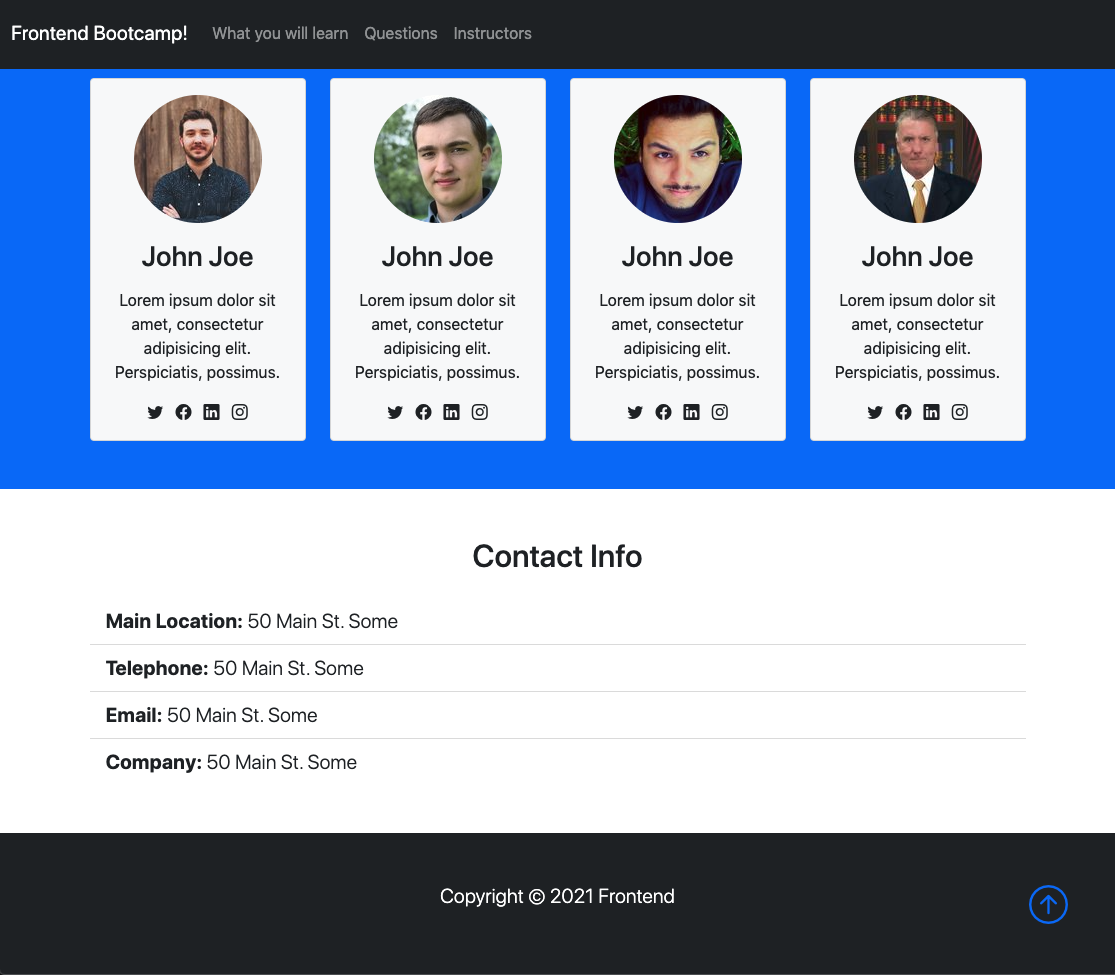 Frontend Bootcamp! What you will learn Questions Instructors
John Joe
Lorem ipsum dolor sit
amet, consectetur
adipisicing elit.
Perspiciatis, possimus.
John Joe
Lorem ipsum dolor sit
amet, consectetur
adipisicing elit.
Perspiciatis, possimus.
John Joe
Lorem ipsum dolor sit
amet, consectetur
adipisicing elit.
Perspiciatis, possimus.
John Joe
Lorem ipsum dolor sit
amet, consectetur
adipisicing elit.
Perspiciatis, possimus.
Contact Info
Main Location: 50 Main St. Some
Telephone: 50 Main St. Some
Email: 50 Main St. Some
Company: 50 Main St. Some
Copyright © 2021 Frontend